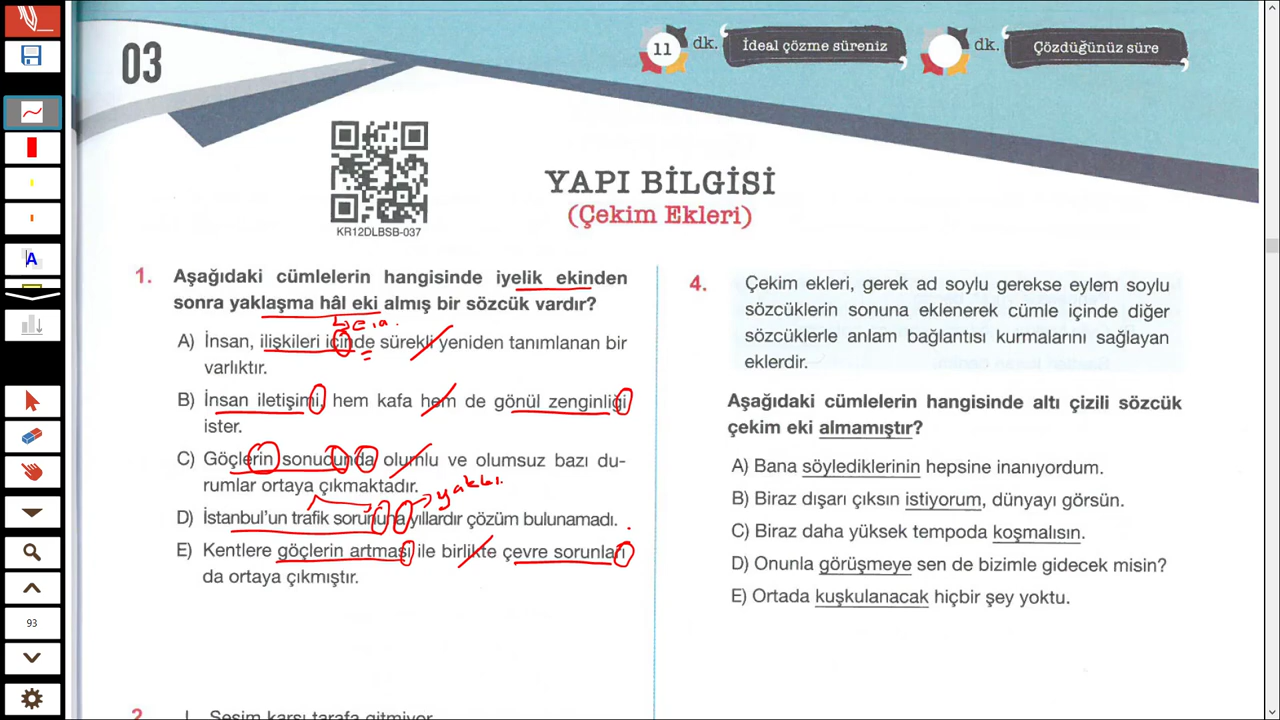 03
11 dk. İdeal çözme süreniz
dk. Çözdüğünüz süre
KR12DLBSB-037
YAPI BİLGİSİ
(Çekim Ekleri)
1. Aşağıdaki cümlelerin hangisinde iyelik ekinden
sonra yaklaşma hâl eki almış bir sözcük vardır?
A) İnsan, ilişkileri içinde sürekli yeniden tanımlanan bir
varlıktır.
B) İnsan iletişimi, hem kafa hem de gönül zenginliği
ister.
C) Göçlerin sonucunda olumlu ve olumsuz bazı du-
rumlar ortaya çıkmaktadır.
D) İstanbul'un trafik sorununa yıllardır çözüm bulunamadı.
E) Kentlere göçlerin artması ile birlikte çevre sorunları
da ortaya çıkmıştır.
2. I. Sesim karşı tarafa gitmiyor
4. Çekim ekleri, gerek ad soylu gerekse eylem soylu
sözcüklerin sonuna eklenerek cümle içinde diğer
sözcüklerle anlam bağlantısı kurmalarını sağlayan
eklerdir.
Aşağıdaki cümlelerin hangisinde altı çizili sözcük
çekim eki almamıştır?
A) Bana söylediklerinin hepsine inanıyordum.
B) Biraz dışarı çıksın istiyorum, dünyayı görsün.
C) Biraz daha yüksek tempoda koşmalısın.
D) Onunla görüşmeye sen de bizimle gidecek misin?
E) Ortada kuşkulanacak hiçbir şey yoktu.
A
93